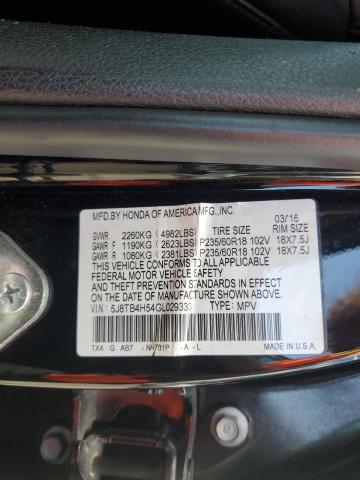 MFD.BY HONDA OF AMERICA MFG.,INC. 03/16
TIRE SIZE RIM SIZE
GVWR 2260KG ( 4982LBS)
GAWR F 1190KG ( 2623LBS) P235/60R18 102V 18X7.5J
GAWR R 1080KG ( 2381LBS) P235/60R18 102V 18X7.5J
THIS VEHICLE CONFORMS TO ALL APPLICABLE
FEDERAL MOTOR VEHICLE SAFETY
AND THEFT PREVENTION STANDARDS IN EFFECT ON THE DATE OF
MANUFACTURE SHOWN ABOVE.
V.I.N.: 5J8TB4H54GL029333 TYPE: MPV
TX4 G AB7 - -A -L MADE IN U.S.A.